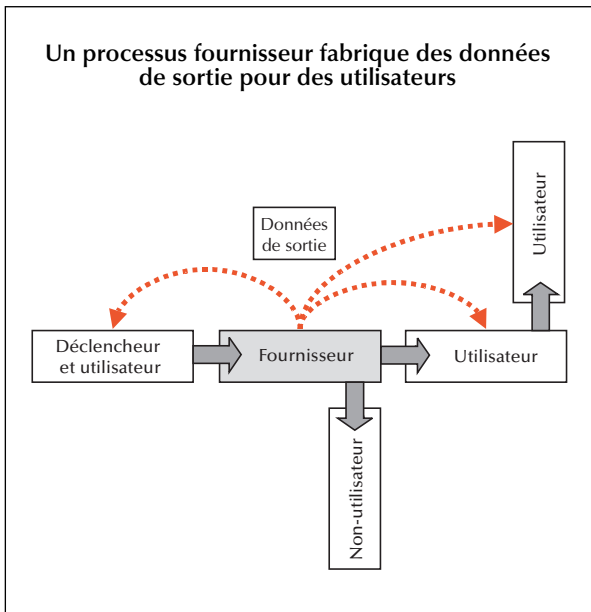 Un processus fournisseur fabrique des données
de sortie pour des utilisateurs
Utilisateur
Données
de sortie
Déclencheur
et utilisateur
Fournisseur
Utilisateur
Non-utilisateur